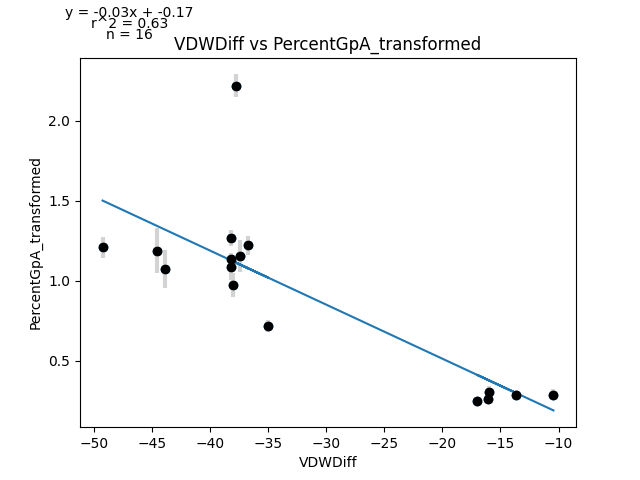 y = -0.03x + -0.17
r^2 = 0.63
n = 16
VDWDiff vs PercentGpA_transformed
PercentGpA_transformed
2.0
1.5
1.0
0.5
−50
−45
−40
−35
−30
−25
−20
−15
−10
VDWDiff